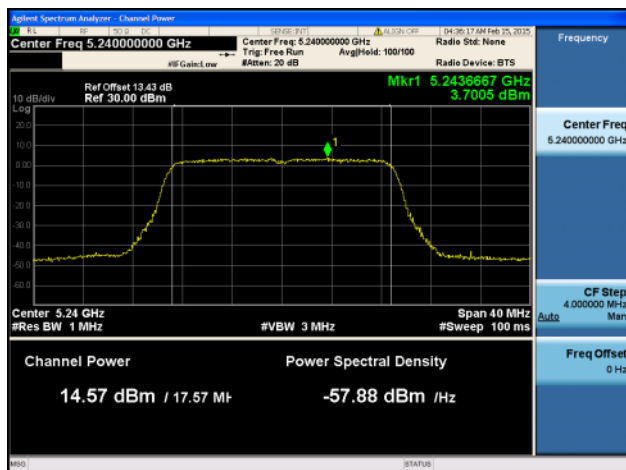 Agilent Spectrum Analyzer - Channel Power
RL RF 50 Ω DC SENSE:INT ALIGN OFF 04:36:17 AM Feb 15, 2015
Center Freq 5.240000000 GHz
Center Freq: 5.240000000 GHz
Radio Std: None
Trig: Free Run Avg|Hold: 100/100
#IFGain:Low #Atten: 20 dB Radio Device: BTS
Frequency
Ref Offset 13.43 dB
10 dB/div Ref 30.00 dBm
Mkr1 5.2436667 GHz
3.7005 dBm
Log
20.0
10.0
0.00
-10.0
-20.0
-30.0
-40.0
-50.0
-60.0
1
Center 5.24 GHz Span 40 MHz
#Res BW 1 MHz #VBW 3 MHz #Sweep 100 ms
Channel Power
Power Spectral Density
14.57 dBm / 17.57 MH
-57.88 dBm /Hz
Center Freq
5.240000000 GHz
CF Step
4.000000 MHz
Auto Man
Freq Offset
0 Hz
MSG STATUS